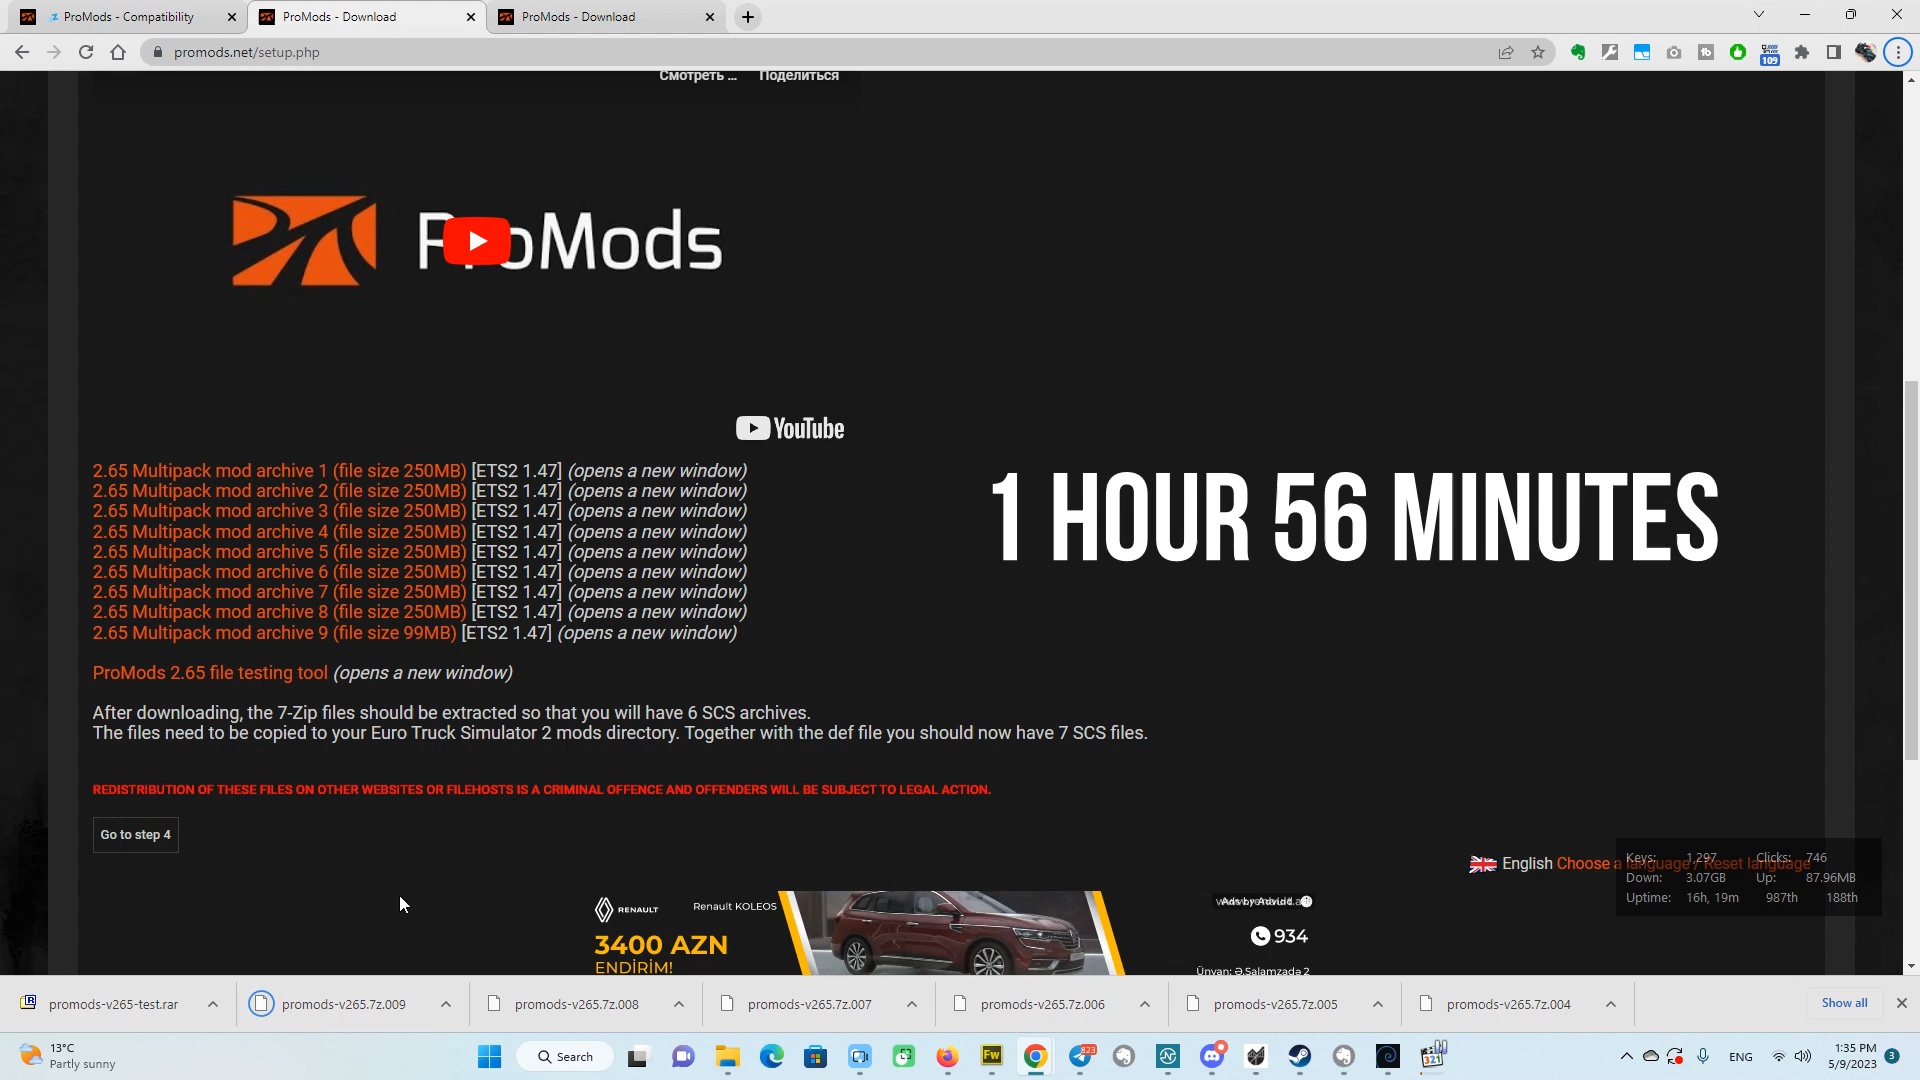 ProMods - Compatibility
ProMods - Download
ProMods - Download
promods.net/setup.php
109
Смотреть ...
Поделиться
ProMods
YouTube
2.65 Multipack mod archive 1 (file size 250MB) [ETS2 1.47] (opens a new window)
2.65 Multipack mod archive 2 (file size 250MB) [ETS2 1.47] (opens a new window)
2.65 Multipack mod archive 3 (file size 250MB) [ETS2 1.47] (opens a new window)
2.65 Multipack mod archive 4 (file size 250MB) [ETS2 1.47] (opens a new window)
2.65 Multipack mod archive 5 (file size 250MB) [ETS2 1.47] (opens a new window)
2.65 Multipack mod archive 6 (file size 250MB) [ETS2 1.47] (opens a new window)
2.65 Multipack mod archive 7 (file size 250MB) [ETS2 1.47] (opens a new window)
2.65 Multipack mod archive 8 (file size 250MB) [ETS2 1.47] (opens a new window)
2.65 Multipack mod archive 9 (file size 99MB) [ETS2 1.47] (opens a new window)
1 HOUR 56 MINUTES
ProMods 2.65 file testing tool (opens a new window)
After downloading, the 7-Zip files should be extracted so that you will have 6 SCS archives.
The files need to be copied to your Euro Truck Simulator 2 mods directory. Together with the def file you should now have 7 SCS files.
REDISTRIBUTION OF THESE FILES ON OTHER WEBSITES OR FILEHOSTS IS A CRIMINAL OFFENCE AND OFFENDERS WILL BE SUBJECT TO LEGAL ACTION.
Go to step 4
English Choose a language / Reset language
Keys: 1,297 Clicks: 746
Down: 3.07GB Up: 87.96MB
Uptime: 16h, 19m 987th 188th
RENAULT
Renault KOLEOS
Ads by Advidi
3400 AZN
ENDİRİM!
934
Ünvan: Ə.Salamzadə 2
promods-v265-test.rar
promods-v265.7z.009
promods-v265.7z.008
promods-v265.7z.007
promods-v265.7z.006
promods-v265.7z.005
promods-v265.7z.004
Show all
13°C
Partly sunny
Search
Fw
823
321
ENG
1:35 PM
5/9/2023
3